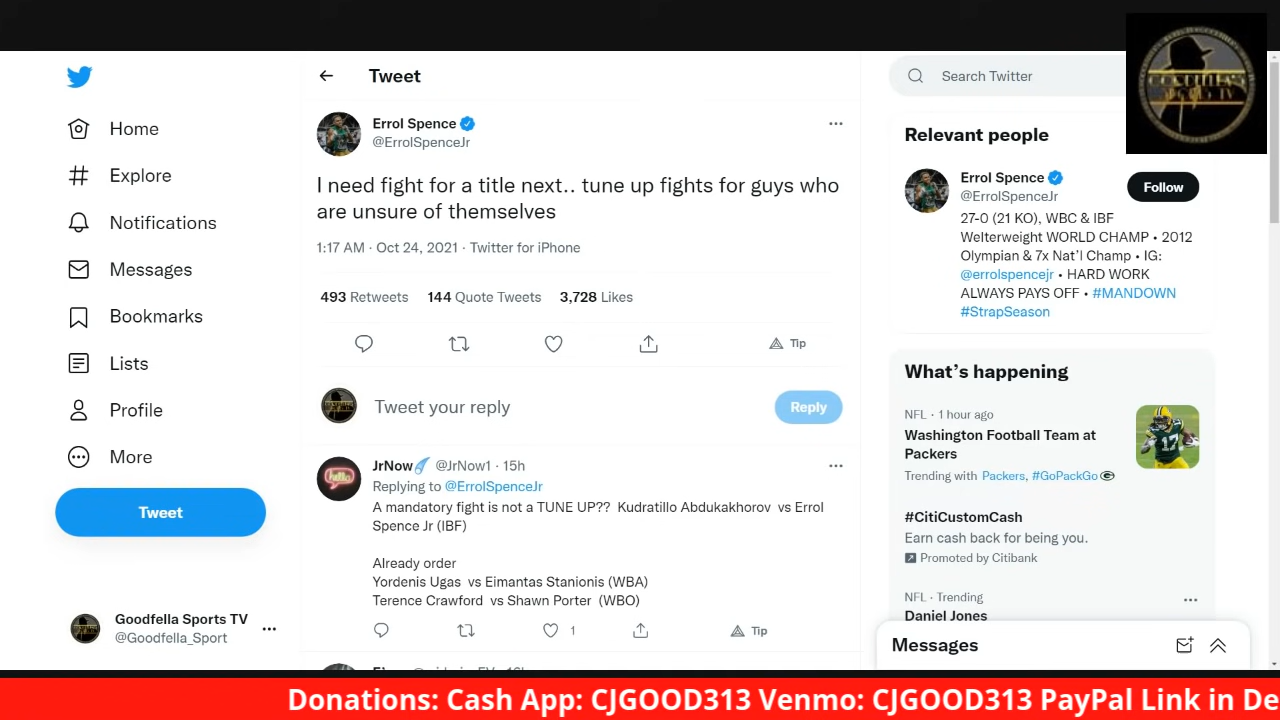 Home
Explore
Notifications
Messages
Bookmarks
Lists
Profile
More
Tweet
Goodfella Sports TV
@Goodfella_Sport
Tweet
Errol Spence
@ErrolSpenceJr
I need fight for a title next.. tune up fights for guys who
are unsure of themselves
1:17 AM · Oct 24, 2021 · Twitter for iPhone
493 Retweets 144 Quote Tweets 3,728 Likes
Tip
Tweet your reply
Reply
JrNow @JrNow1 · 15h
Replying to @ErrolSpenceJr
A mandatory fight is not a TUNE UP?? Kudratillo Abdukakhorov vs Errol
Spence Jr (IBF)
Already order
Yordenis Ugas vs Eimantas Stanionis (WBA)
Terence Crawford vs Shawn Porter (WBO)
1
Tip
Search Twitter
Relevant people
Errol Spence
@ErrolSpenceJr
Follow
27-0 (21 KO), WBC & IBF
Welterweight WORLD CHAMP • 2012
Olympian & 7x Nat'l Champ • IG:
@errolspencejr • HARD WORK
ALWAYS PAYS OFF • #MANDOWN
#StrapSeason
What's happening
NFL · 1 hour ago
Washington Football Team at
Packers
Trending with Packers, #GoPackGo
#CitiCustomCash
Earn cash back for being you.
Promoted by Citibank
NFL · Trending
Daniel Jones
Messages
GOODFELLA'S
SPORTS TV
Donations: Cash App: CJGOOD313 Venmo: CJGOOD313 PayPal Link in De